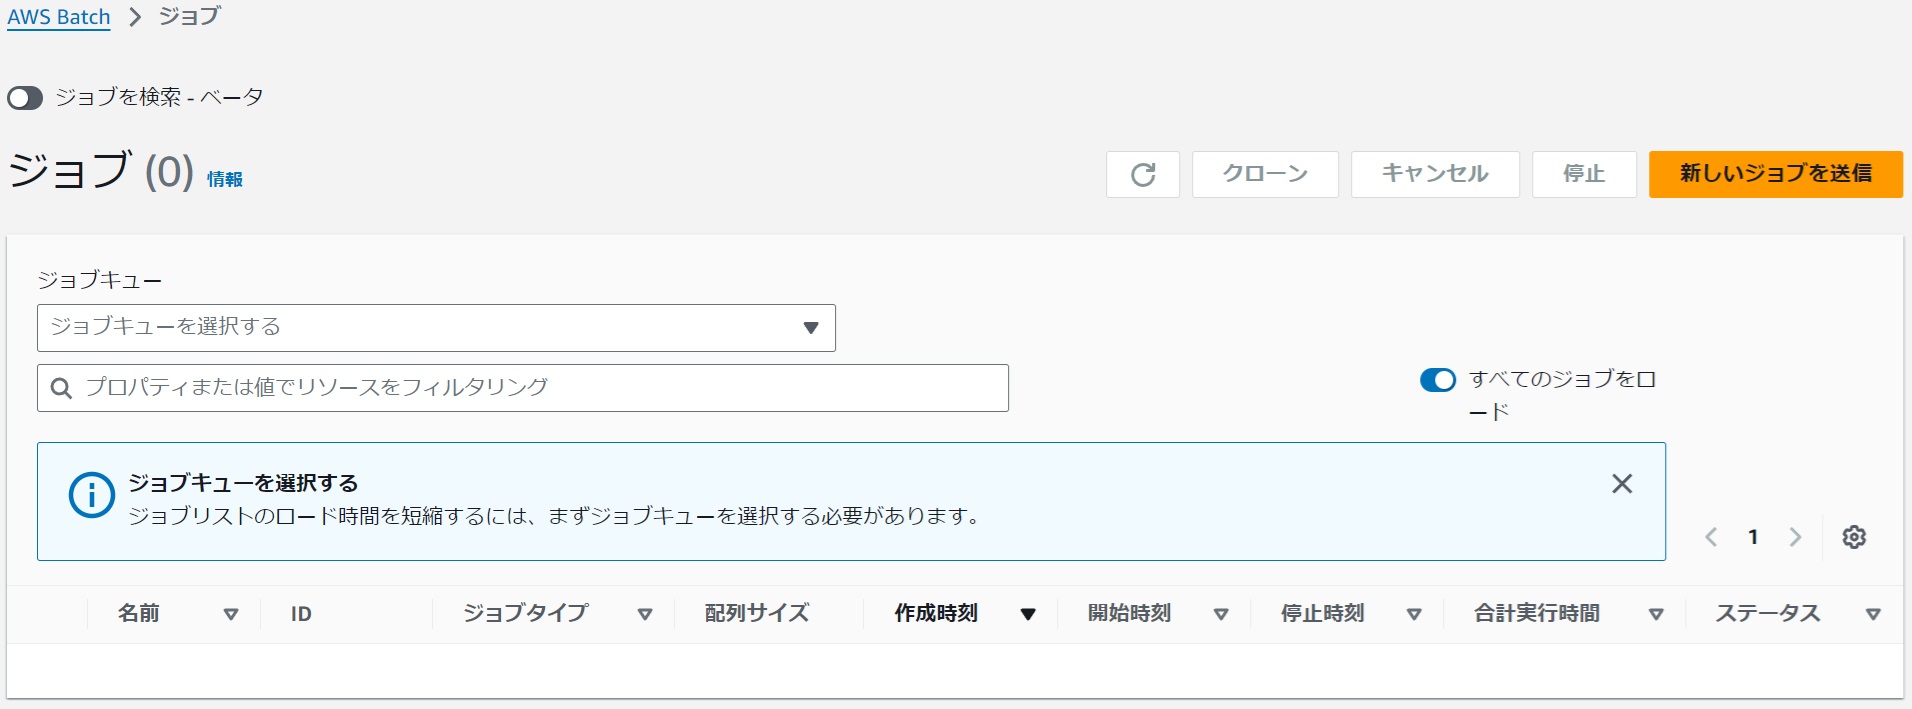 AWS Batch > ジョブ
ジョブを検索 - ベータ
ジョブ (0) 情報
クローン
キャンセル
停止
新しいジョブを送信
ジョブキュー
ジョブキューを選択する
プロパティまたは値でリソースをフィルタリング
すべてのジョブをロ
ード
ジョブキューを選択する
ジョブリストのロード時間を短縮するには、まずジョブキューを選択する必要があります。
1
名前 ID ジョブタイプ 配列サイズ 作成時刻 開始時刻 停止時刻 合計実行時間 ステータス